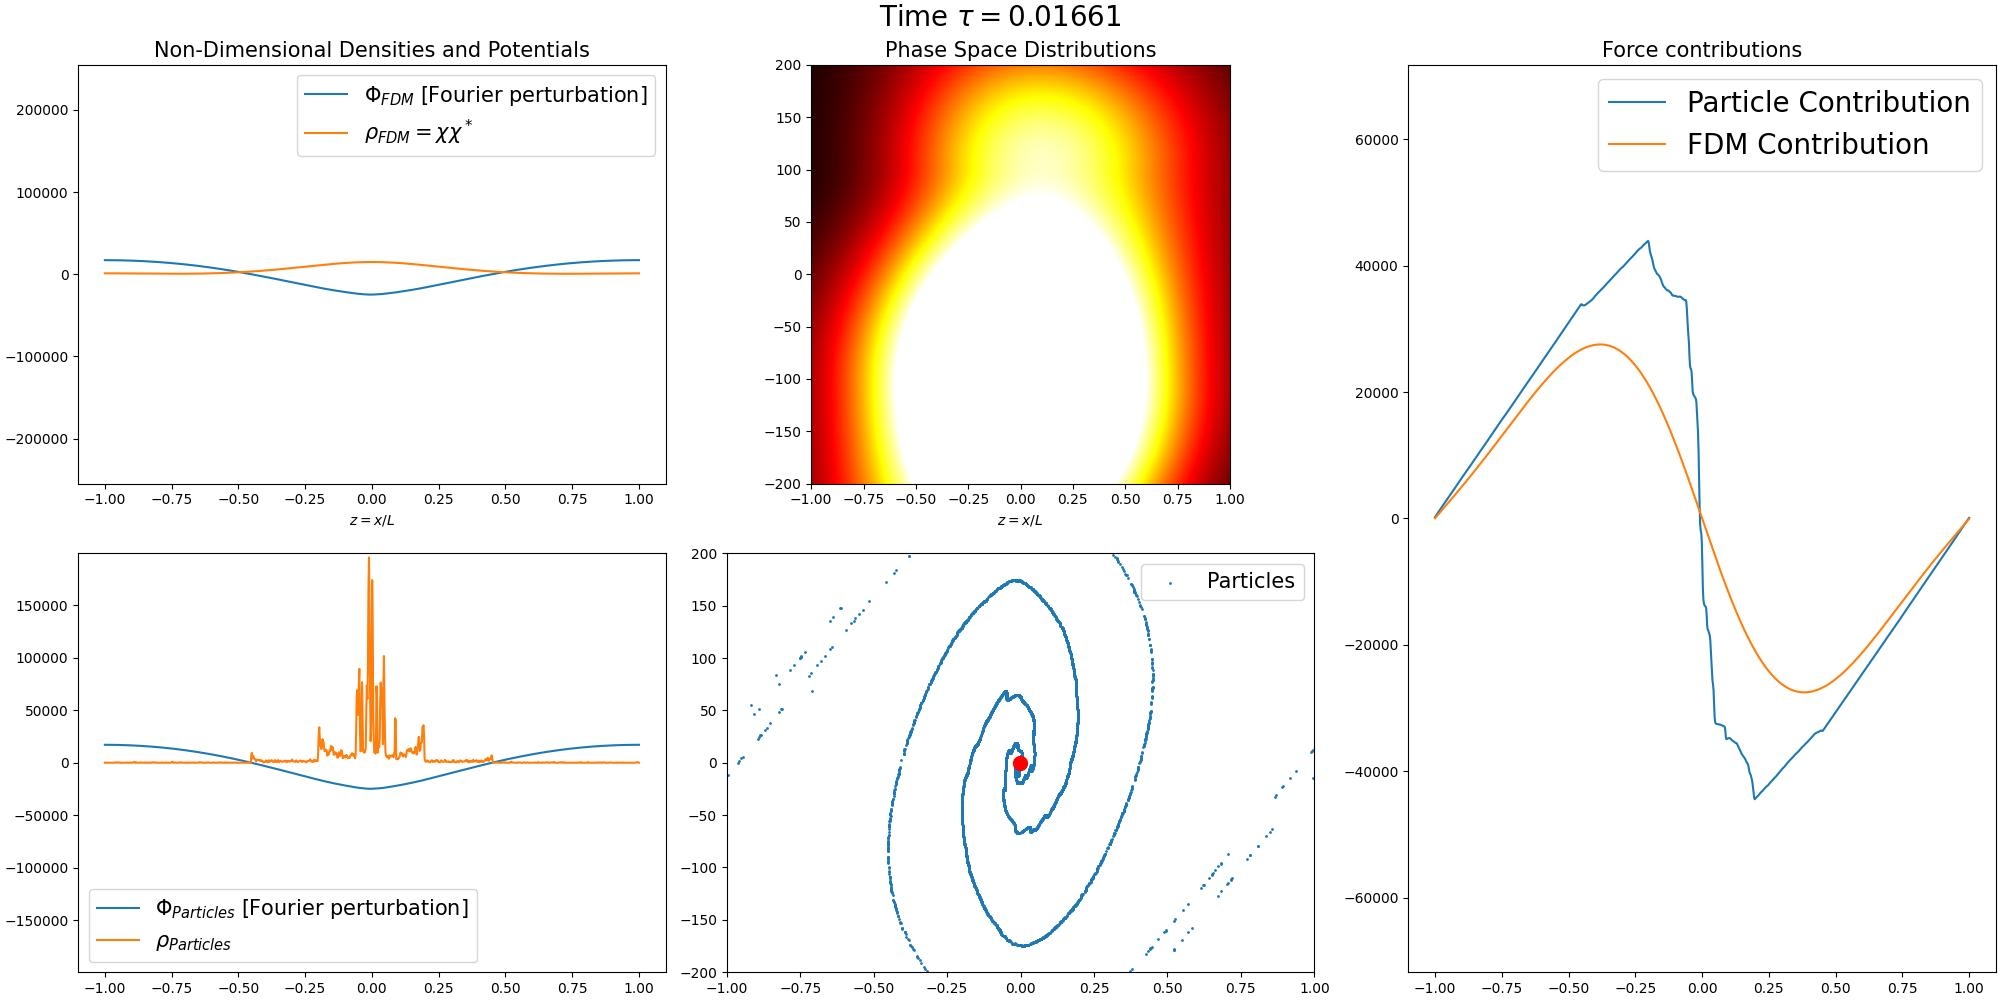 Time τ = 0.01661
Non-Dimensional Densities and Potentials
Φ_FDM [Fourier perturbation]
ρ_FDM = χχ*
200000
100000
0
−100000
−200000
−1.00 −0.75 −0.50 −0.25 0.00 0.25 0.50 0.75 1.00
z = x/L
Phase Space Distributions
200
150
100
50
0
−50
−100
−150
−200
−1.00 −0.75 −0.50 −0.25 0.00 0.25 0.50 0.75 1.00
z = x/L
Force contributions
Particle Contribution
FDM Contribution
60000
40000
20000
0
−20000
−40000
−60000
−1.00 −0.75 −0.50 −0.25 0.00 0.25 0.50 0.75 1.00
150000
100000
50000
0
−50000
−100000
−150000
Φ_Particles [Fourier perturbation]
ρ_Particles
−1.00 −0.75 −0.50 −0.25 0.00 0.25 0.50 0.75 1.00
Particles
200
150
100
50
0
−50
−100
−150
−200
−1.00 −0.75 −0.50 −0.25 0.00 0.25 0.50 0.75 1.00